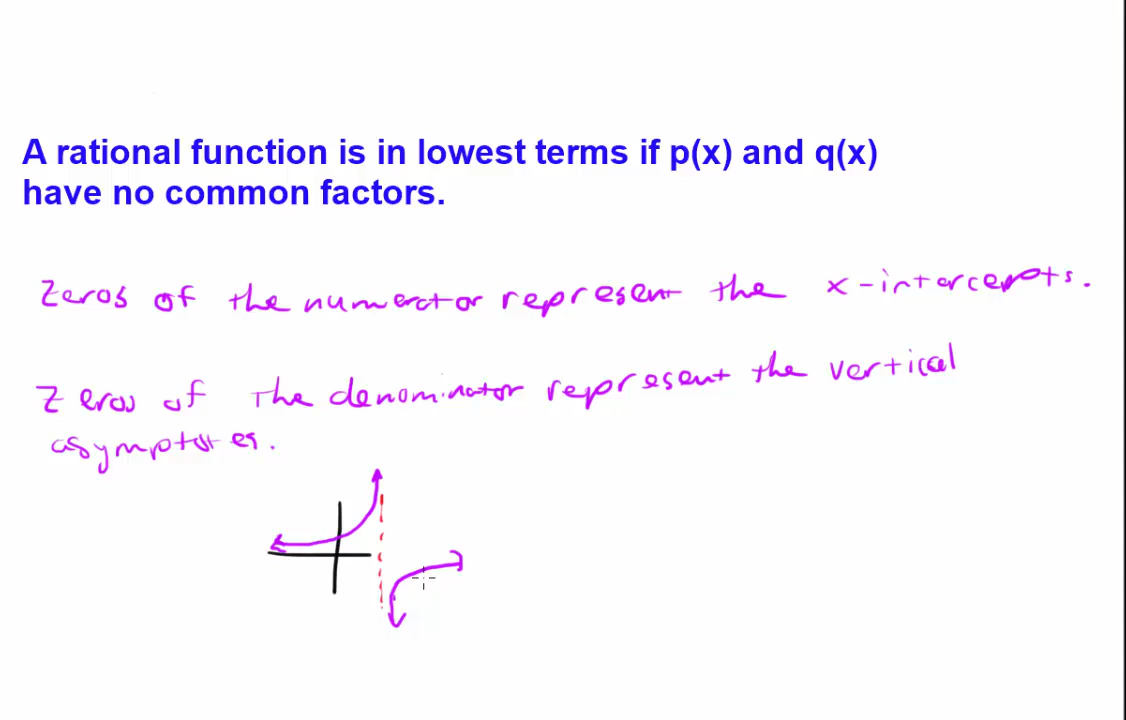 A rational function is in lowest terms if p(x) and q(x)
have no common factors.
Zeros of the numerator represent the x-intercepts.
Zeros of the denominator represent the vertical
asymptotes.